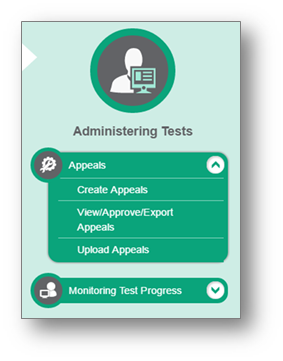 Administering Tests
Appeals
Create Appeals
View/Approve/Export
Appeals
Upload Appeals
Monitoring Test Progress